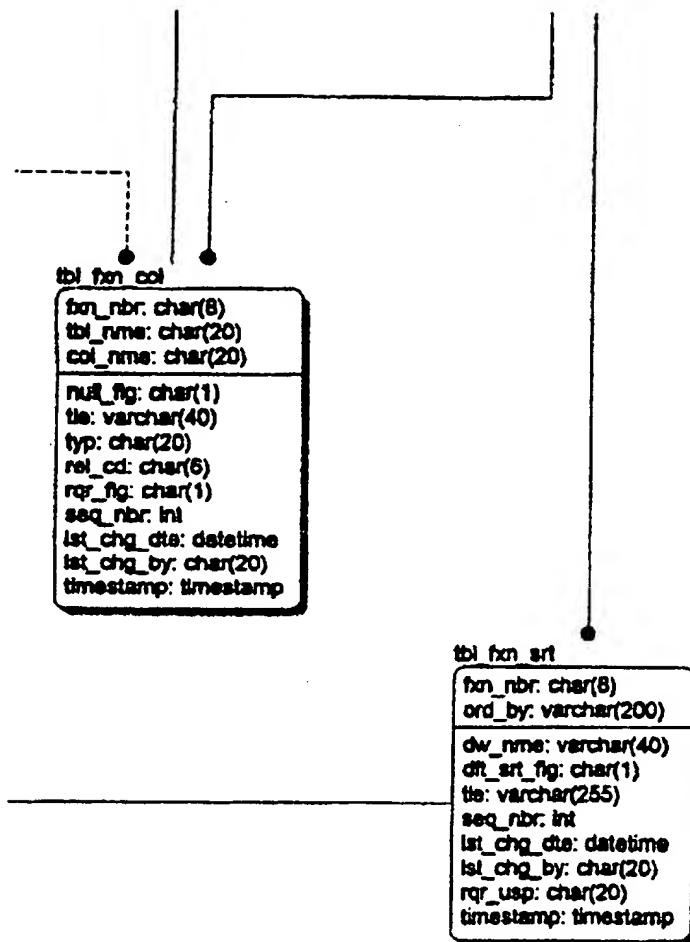 tbl_fxn_col
fxn_nbr: char(8)
tbl_nme: char(20)
col_nme: char(20)
null_flg: char(1)
tle: varchar(40)
typ: char(20)
rel_cd: char(6)
rqr_flg: char(1)
seq_nbr: int
lst_chg_dte: datetime
lst_chg_by: char(20)
timestamp: timestamp
tbl_fxn_srt
fxn_nbr: char(8)
ord_by: varchar(200)
dw_nme: varchar(40)
dft_srt_flg: char(1)
tle: varchar(255)
seq_nbr: int
lst_chg_dte: datetime
lst_chg_by: char(20)
rqr_usp: char(20)
timestamp: timestamp